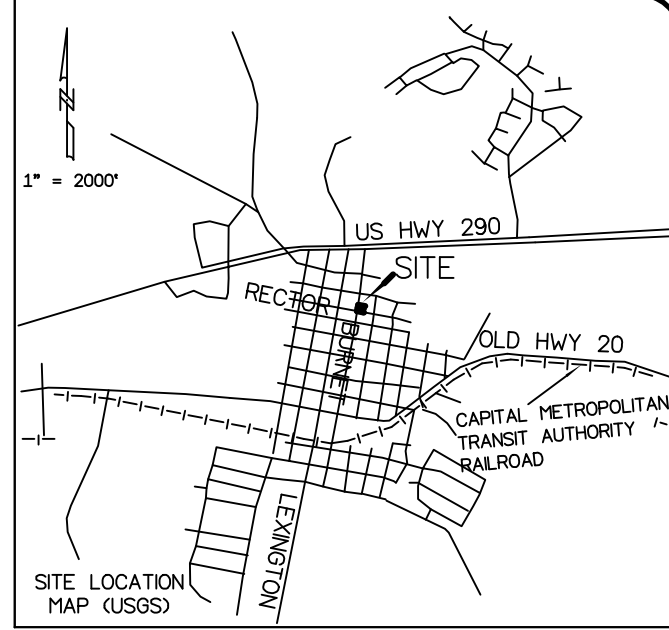 N
1" = 2000'
US HWY 290
SITE
RECTOR
BURNET
OLD HWY 20
CAPITAL METROPOLITAN
TRANSIT AUTHORITY
RAILROAD
LEXINGTON
SITE LOCATION
MAP (USGS)